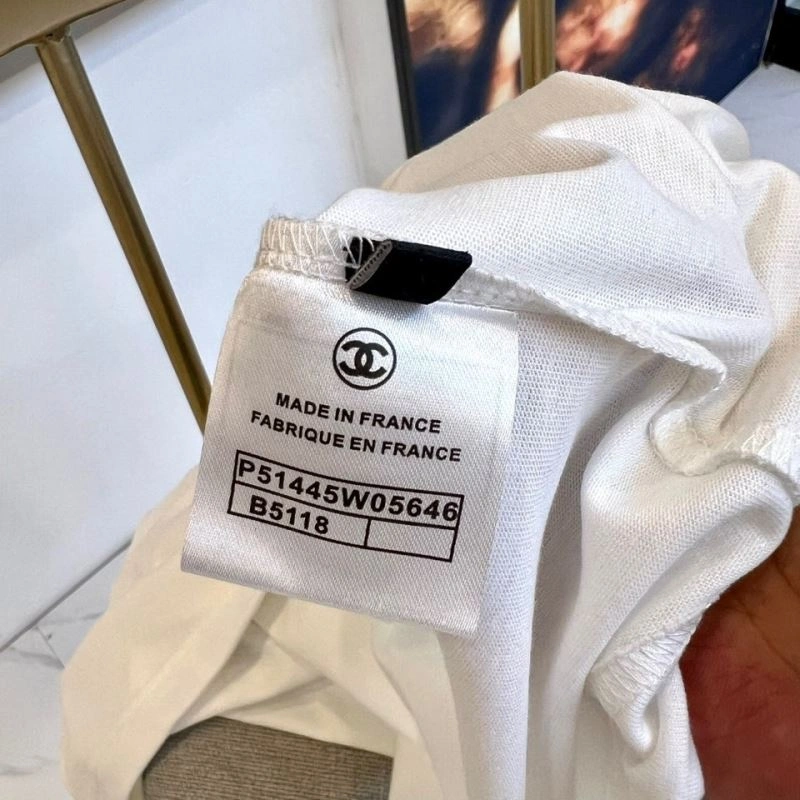 MADE IN FRANCE
FABRIQUE EN FRANCE
P51445W05646
B5118